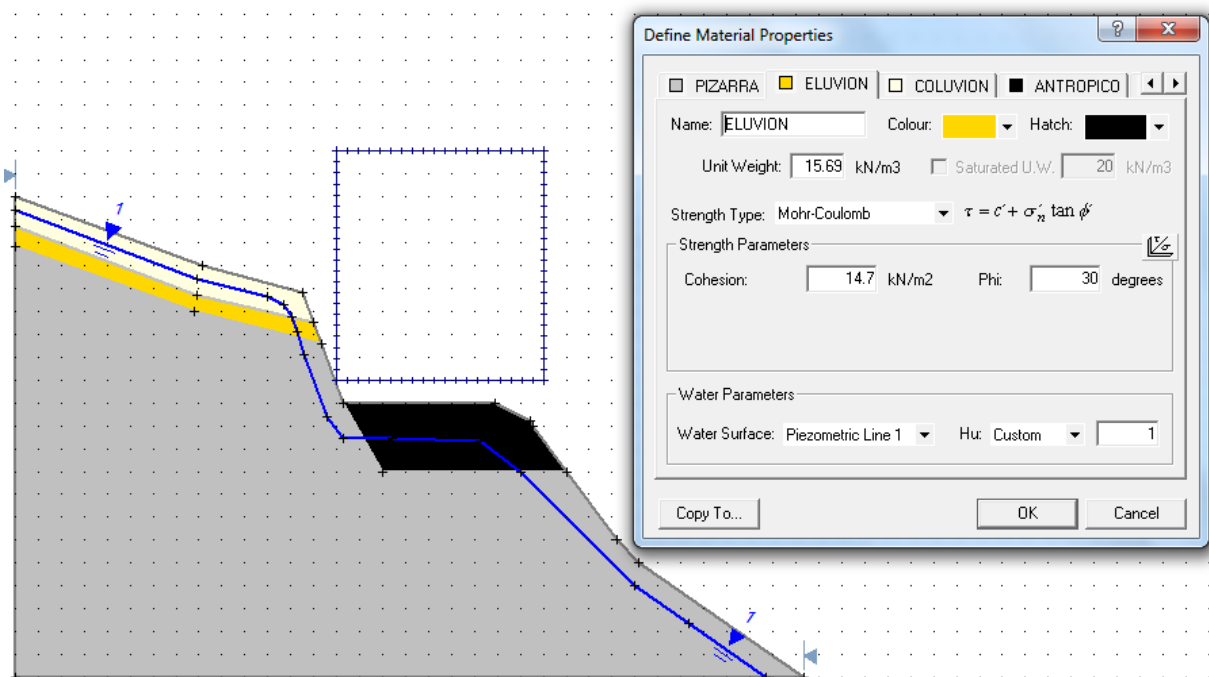 Define Material Properties
PIZARRA ELUVION COLUVION ANTROPICO
Name: ELUVION Colour: Hatch:
Unit Weight: 15.69 kN/m3 Saturated U.W. 20 kN/m3
Strength Type: Mohr-Coulomb τ = c′ + σ′n tan φ′
Strength Parameters
τ/σ
Cohesion: 14.7 kN/m2 Phi: 30 degrees
Water Parameters
Water Surface: Piezometric Line 1 Hu: Custom 1
Copy To... OK Cancel
1
7